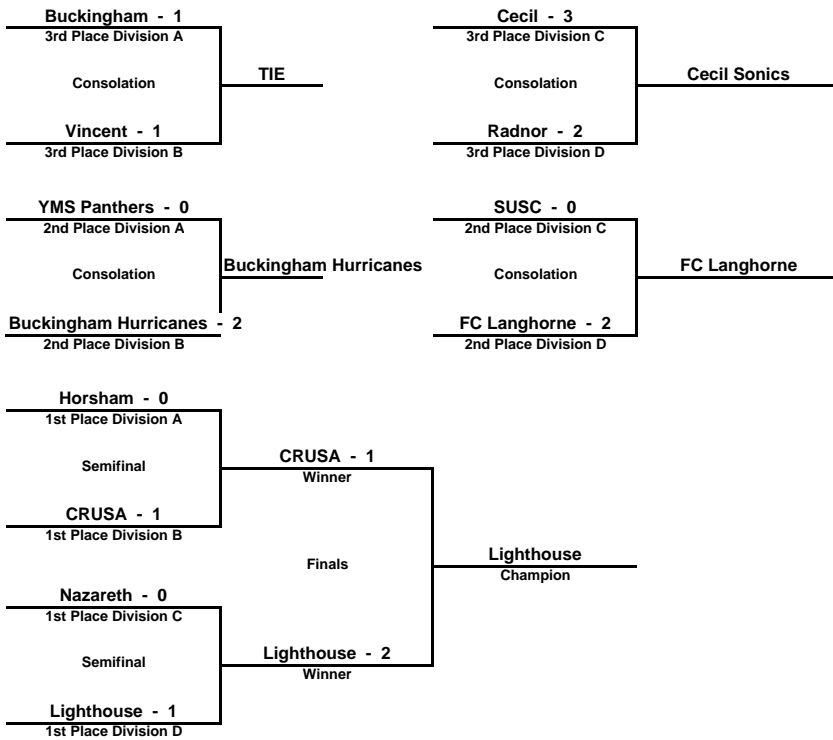 Buckingham - 1
3rd Place Division A
Consolation
TIE
Vincent - 1
3rd Place Division B
Cecil - 3
3rd Place Division C
Consolation
Cecil Sonics
Radnor - 2
3rd Place Division D
YMS Panthers - 0
2nd Place Division A
Consolation
Buckingham Hurricanes
Buckingham Hurricanes - 2
2nd Place Division B
SUSC - 0
2nd Place Division C
Consolation
FC Langhorne
FC Langhorne - 2
2nd Place Division D
Horsham - 0
1st Place Division A
Semifinal
CRUSA - 1
Winner
CRUSA - 1
1st Place Division B
Finals
Lighthouse
Champion
Nazareth - 0
1st Place Division C
Semifinal
Lighthouse - 2
Winner
Lighthouse - 1
1st Place Division D